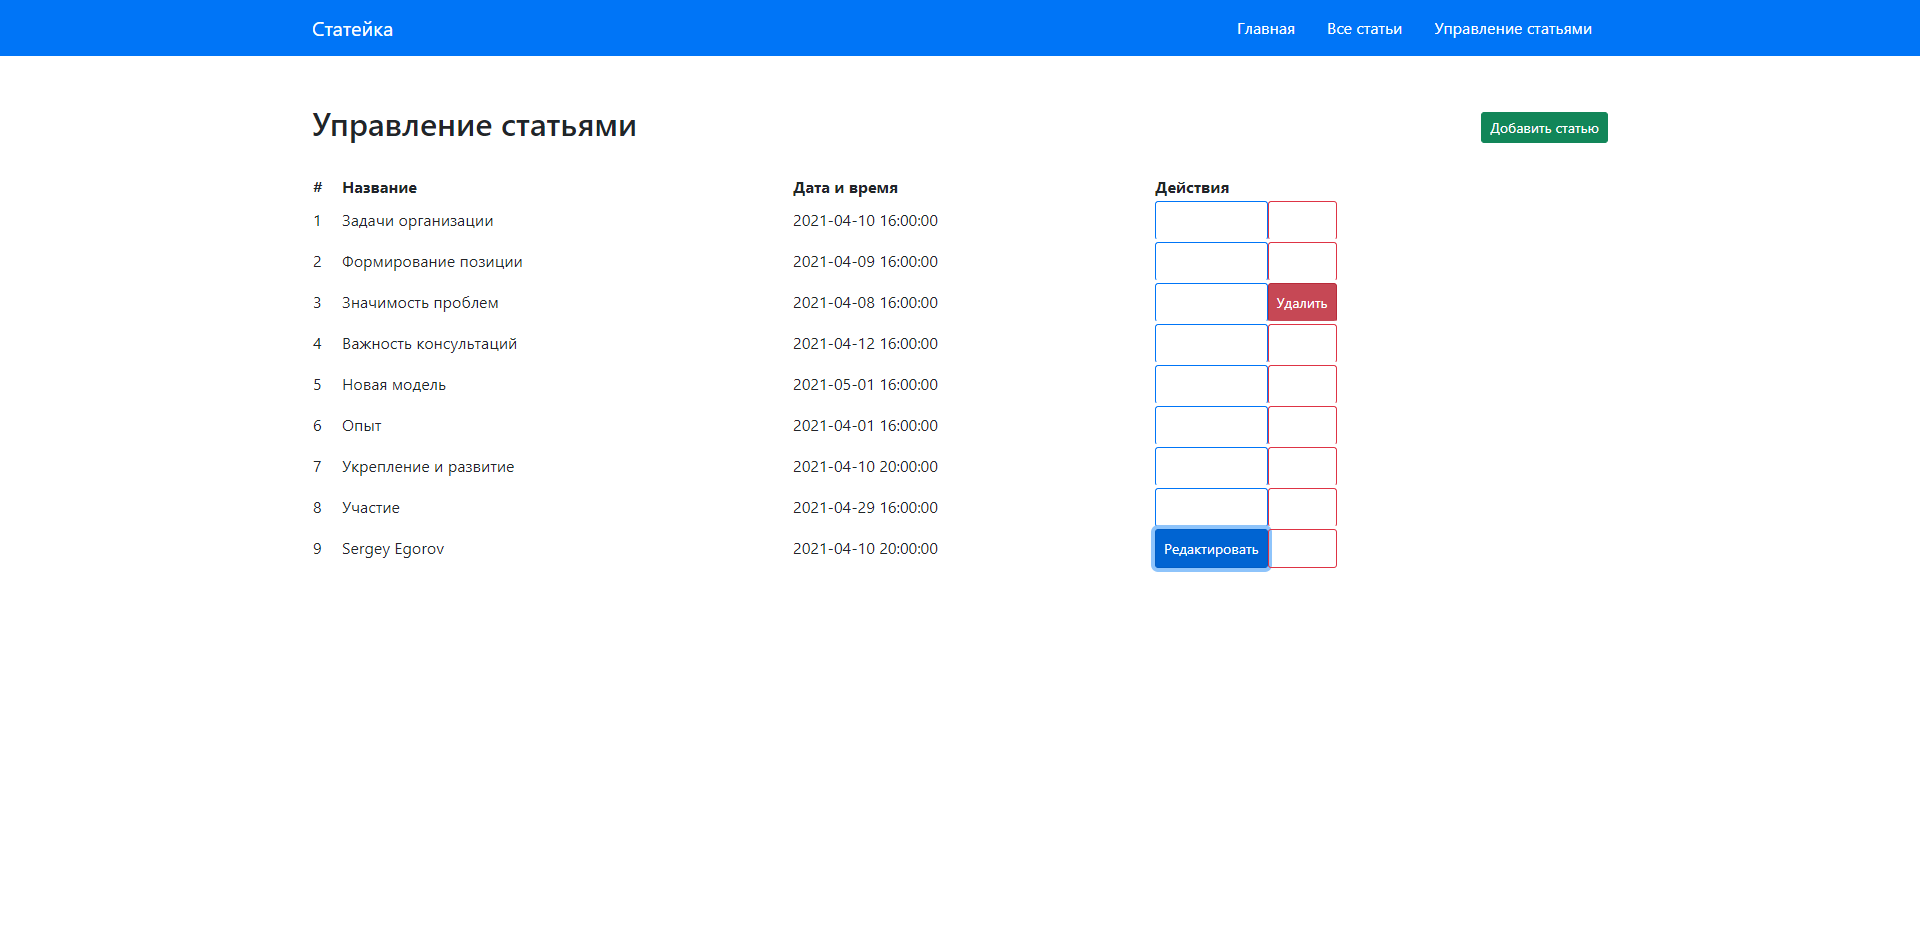 Статейка Главная Все статьи Управление статьями
Управление статьями Добавить статью
# Название Дата и время Действия
1 Задачи организации 2021-04-10 16:00:00
2 Формирование позиции 2021-04-09 16:00:00
3 Значимость проблем 2021-04-08 16:00:00 Удалить
4 Важность консультаций 2021-04-12 16:00:00
5 Новая модель 2021-05-01 16:00:00
6 Опыт 2021-04-01 16:00:00
7 Укрепление и развитие 2021-04-10 20:00:00
8 Участие 2021-04-29 16:00:00
9 Sergey Egorov 2021-04-10 20:00:00 Редактировать